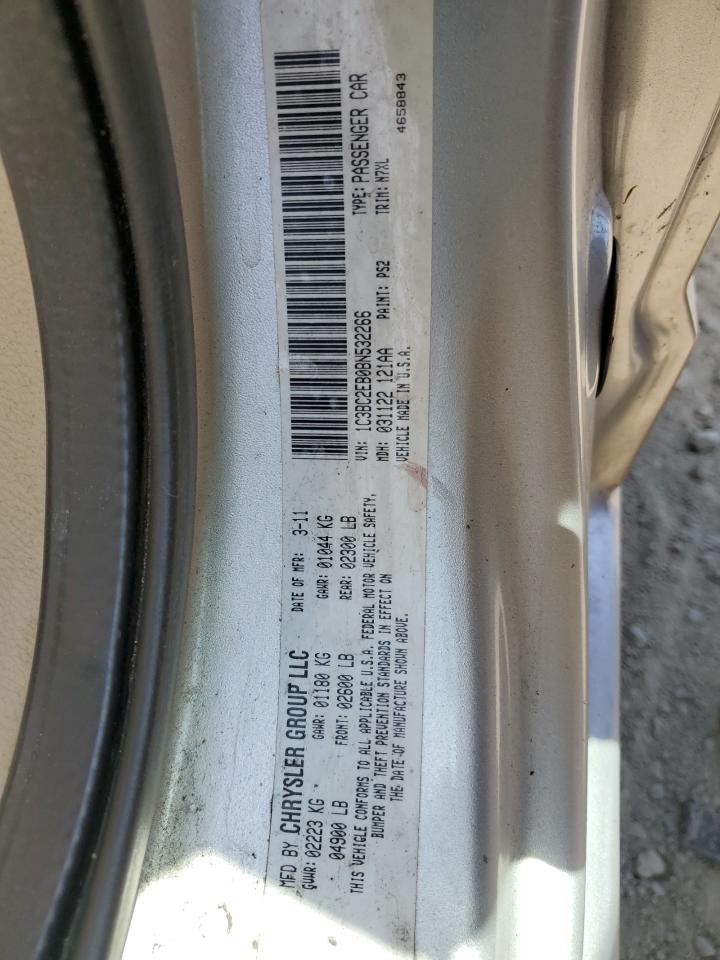 MFD BY CHRYSLER GROUP LLC
DATE OF MFR: 3-11
GVWR: 02223 KG
GAWR: 01180 KG
GAWR: 01044 KG
04900 LB
FRONT: 02600 LB
REAR: 02300 LB
THIS VEHICLE CONFORMS TO ALL APPLICABLE U.S.A. FEDERAL MOTOR VEHICLE SAFETY,
BUMPER AND THEFT PREVENTION STANDARDS IN EFFECT ON
THE DATE OF MANUFACTURE SHOWN ABOVE.
VIN: 1C3BC2EB0BN532266
TYPE: PASSENGER CAR
MDH: 031122 121AA
PAINT: PS2
TRIM: N7XL
VEHICLE MADE IN U.S.A.
4658843